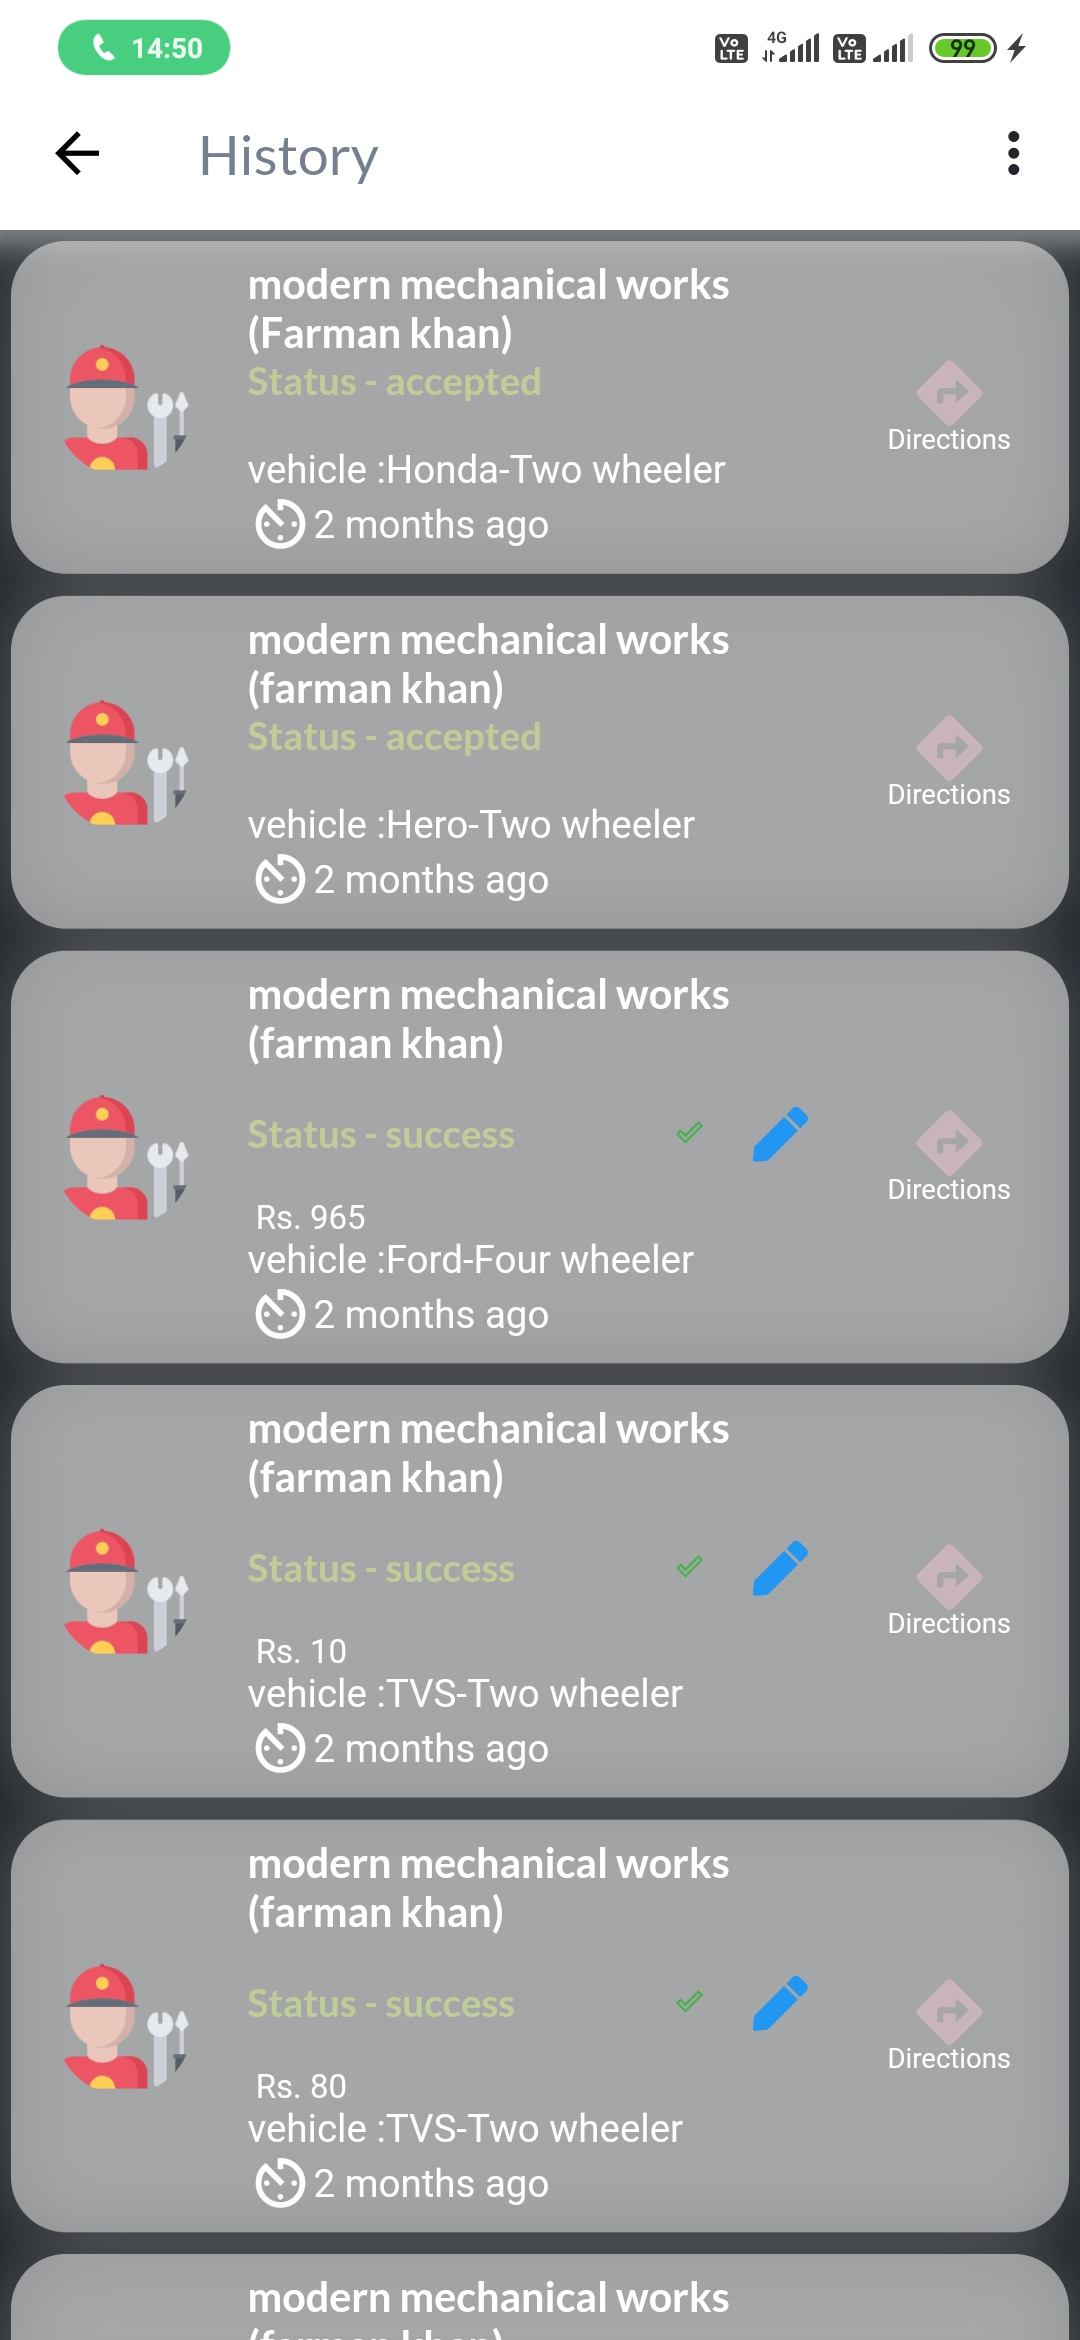 14:50
Vo LTE 4G Vo LTE 99
History
modern mechanical works
(Farman khan)
Status - accepted
Directions
vehicle :Honda-Two wheeler
2 months ago
modern mechanical works
(farman khan)
Status - accepted
Directions
vehicle :Hero-Two wheeler
2 months ago
modern mechanical works
(farman khan)
Status - success
Directions
Rs. 965
vehicle :Ford-Four wheeler
2 months ago
modern mechanical works
(farman khan)
Status - success
Directions
Rs. 10
vehicle :TVS-Two wheeler
2 months ago
modern mechanical works
(farman khan)
Status - success
Directions
Rs. 80
vehicle :TVS-Two wheeler
2 months ago
modern mechanical works
(farman khan)